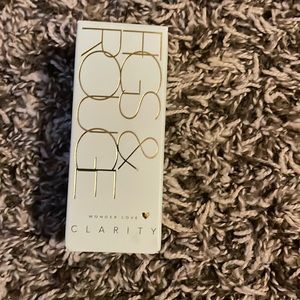 FIGS &
ROUGE
WONDER LOVE
CLARITY